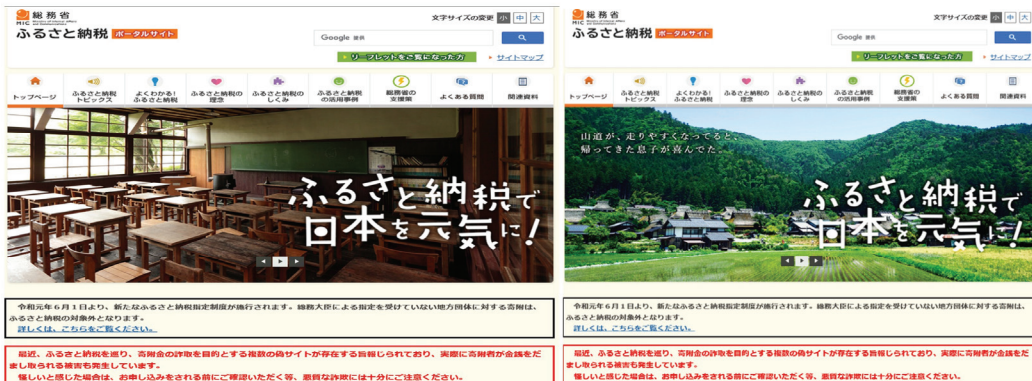 総務省
MIC
文字サイズの変更 小 中 大
ふるさと納税 ポータルサイト
Google 提供
リーフレットをご覧になった方
サイトマップ
トップページ
ふるさと納税
トピックス
よくわかる!
ふるさと納税
ふるさと納税の
理念
ふるさと納税の
しくみ
ふるさと納税
の活用事例
総務省の
支援策
よくある質問
関連資料
ふるさと納税で
日本を元気に!
令和元年6月1日より、新たなふるさと納税指定制度が施行されます。総務大臣による指定を受けていない地方団体に対する寄附は、
ふるさと納税の対象外となります。
詳しくは、こちらをご覧ください。
最近、ふるさと納税を巡り、寄附金の詐取を目的とする複数の偽サイトが存在する旨報じられており、実際に寄附者が金銭をだ
まし取られる被害も発生しています。
怪しいと感じた場合は、お申し込みをされる前にご確認いただく等、悪質な詐欺には十分にご注意ください。
総務省
MIC
文字サイズの変更 小 中 大
ふるさと納税 ポータルサイト
Google 提供
リーフレットをご覧になった方
サイトマップ
トップページ
ふるさと納税
トピックス
よくわかる!
ふるさと納税
ふるさと納税の
理念
ふるさと納税の
しくみ
ふるさと納税
の活用事例
総務省の
支援策
よくある質問
関連資料
山道が、走りやすくなってると、
帰ってきた息子が喜んでた。
ふるさと納税で
日本を元気に!
令和元年6月1日より、新たなふるさと納税指定制度が施行されます。総務大臣による指定を受けていない地方団体に対する寄附は、
ふるさと納税の対象外となります。
詳しくは、こちらをご覧ください。
最近、ふるさと納税を巡り、寄附金の詐取を目的とする複数の偽サイトが存在する旨報じられており、実際に寄附者が金銭をだ
まし取られる被害も発生しています。
怪しいと感じた場合は、お申し込みをされる前にご確認いただく等、悪質な詐欺には十分にご注意ください。